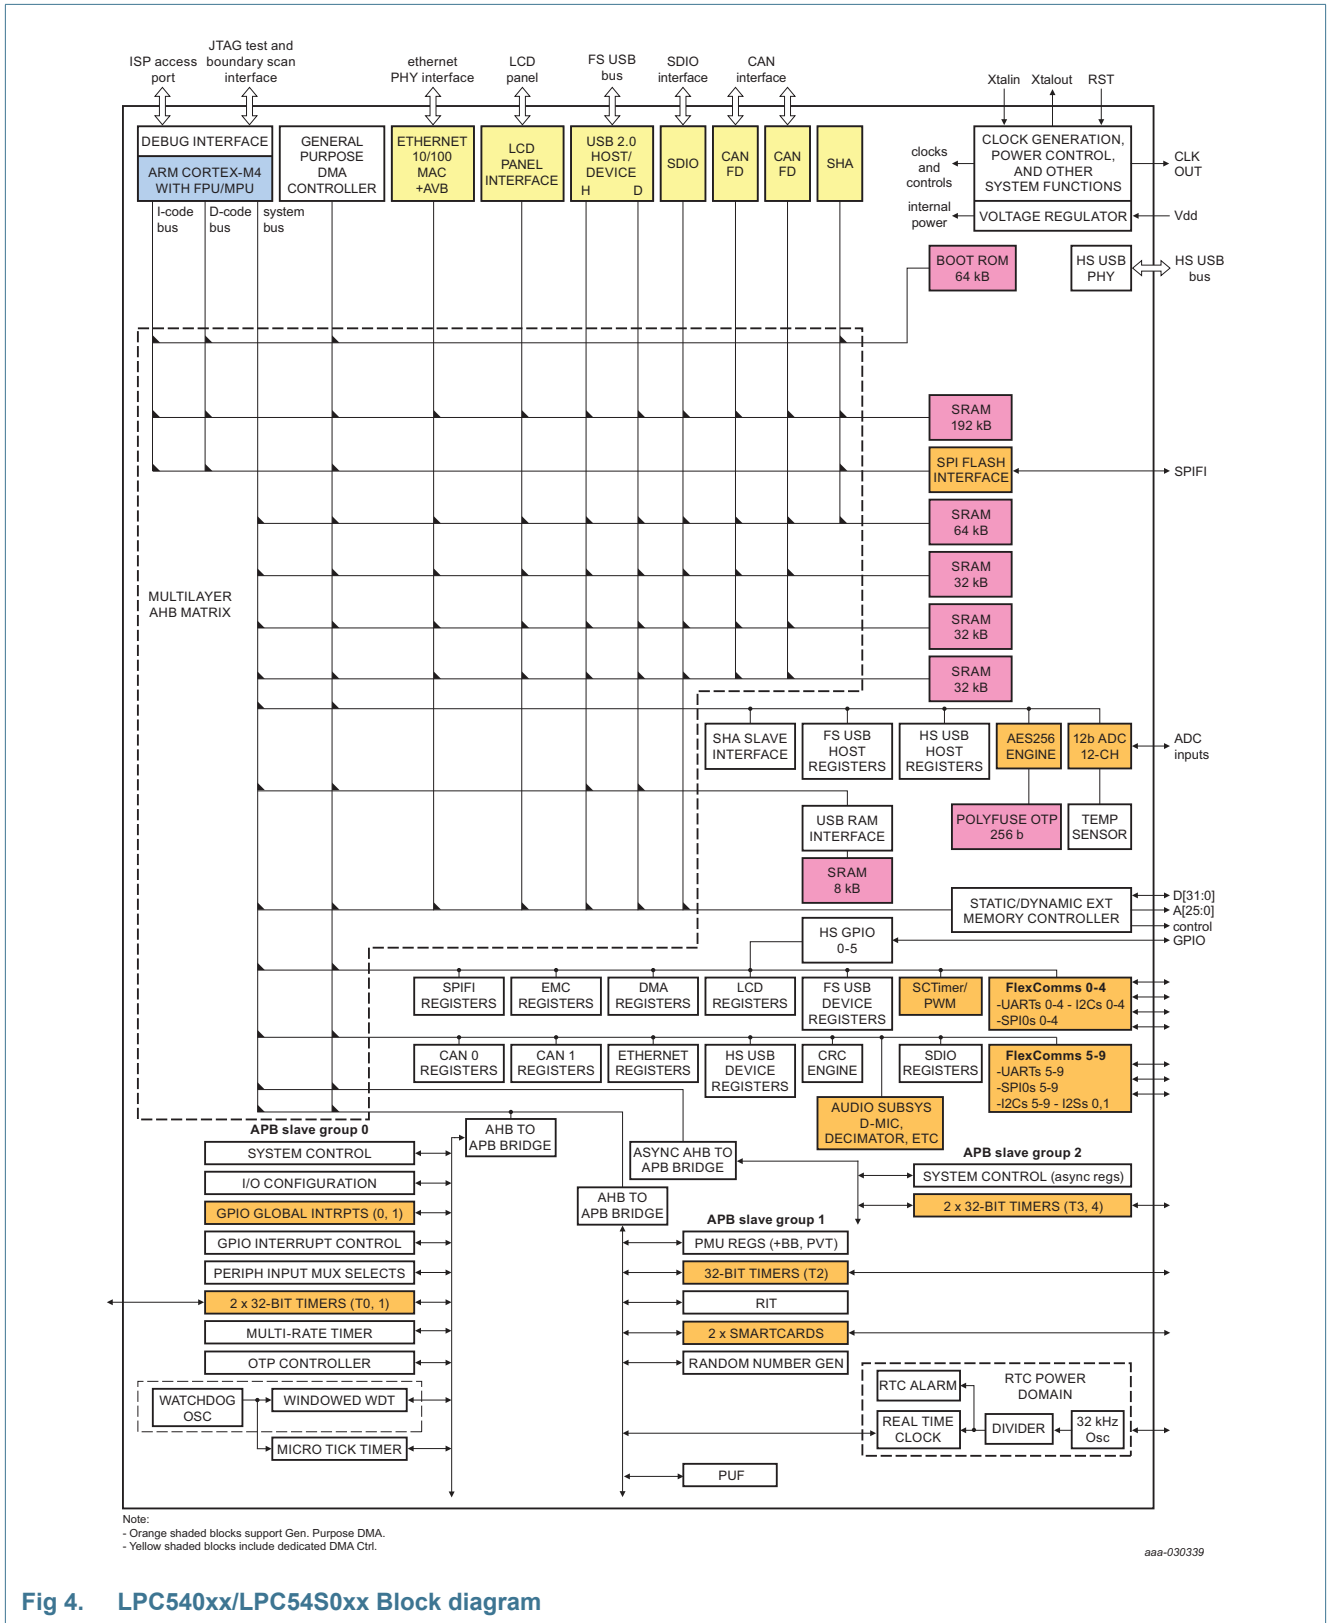 ISP access
port
JTAG test and
boundary scan
interface
ethernet
PHY interface
LCD
panel
FS USB
bus
SDIO
interface
CAN
interface
Xtalin
Xtalout
RST
DEBUG INTERFACE
ARM CORTEX-M4
WITH FPU/MPU
GENERAL
PURPOSE
DMA
CONTROLLER
ETHERNET
10/100
MAC
+AVB
LCD
PANEL
INTERFACE
USB 2.0
HOST/
DEVICE
H D
SDIO
CAN
FD
CAN
FD
SHA
clocks
and
controls
CLOCK GENERATION,
POWER CONTROL,
AND OTHER
SYSTEM FUNCTIONS
CLK
OUT
internal
power
VOLTAGE REGULATOR
Vdd
I-code
bus
D-code
bus
system
bus
BOOT ROM
64 kB
HS USB
PHY
HS USB
bus
SRAM
192 kB
SPI FLASH
INTERFACE
SPIFI
SRAM
64 kB
SRAM
32 kB
MULTILAYER
AHB MATRIX
SRAM
32 kB
SRAM
32 kB
SHA SLAVE
INTERFACE
FS USB
HOST
REGISTERS
HS USB
HOST
REGISTERS
AES256
ENGINE
12b ADC
12-CH
ADC
inputs
USB RAM
INTERFACE
POLYFUSE OTP
256 b
TEMP
SENSOR
SRAM
8 kB
STATIC/DYNAMIC EXT
MEMORY CONTROLLER
D[31:0]
A[25:0]
control
GPIO
HS GPIO
0-5
SPIFI
REGISTERS
EMC
REGISTERS
DMA
REGISTERS
LCD
REGISTERS
FS USB
DEVICE
REGISTERS
SCTimer/
PWM
FlexComms 0-4
-UARTs 0-4 - I2Cs 0-4
-SPI0s 0-4
CAN 0
REGISTERS
CAN 1
REGISTERS
ETHERNET
REGISTERS
HS USB
DEVICE
REGISTERS
CRC
ENGINE
SDIO
REGISTERS
FlexComms 5-9
-UARTs 5-9
-SPI0s 5-9
-I2Cs 5-9 - I2Ss 0,1
AUDIO SUBSYS
D-MIC,
DECIMATOR, ETC
APB slave group 0
AHB TO
APB BRIDGE
ASYNC AHB TO
APB BRIDGE
APB slave group 2
SYSTEM CONTROL
I/O CONFIGURATION
GPIO GLOBAL INTRPTS (0, 1)
GPIO INTERRUPT CONTROL
PERIPH INPUT MUX SELECTS
2 x 32-BIT TIMERS (T0, 1)
MULTI-RATE TIMER
OTP CONTROLLER
WATCHDOG
OSC
WINDOWED WDT
MICRO TICK TIMER
AHB TO
APB BRIDGE
SYSTEM CONTROL (async regs)
2 x 32-BIT TIMERS (T3, 4)
APB slave group 1
PMU REGS (+BB, PVT)
32-BIT TIMERS (T2)
RIT
2 x SMARTCARDS
RANDOM NUMBER GEN
RTC ALARM
RTC POWER
DOMAIN
REAL TIME
CLOCK
DIVIDER
32 kHz
Osc
PUF
Note:
- Orange shaded blocks support Gen. Purpose DMA.
- Yellow shaded blocks include dedicated DMA Ctrl.
aaa-030339
Fig 4. LPC540xx/LPC54S0xx Block diagram